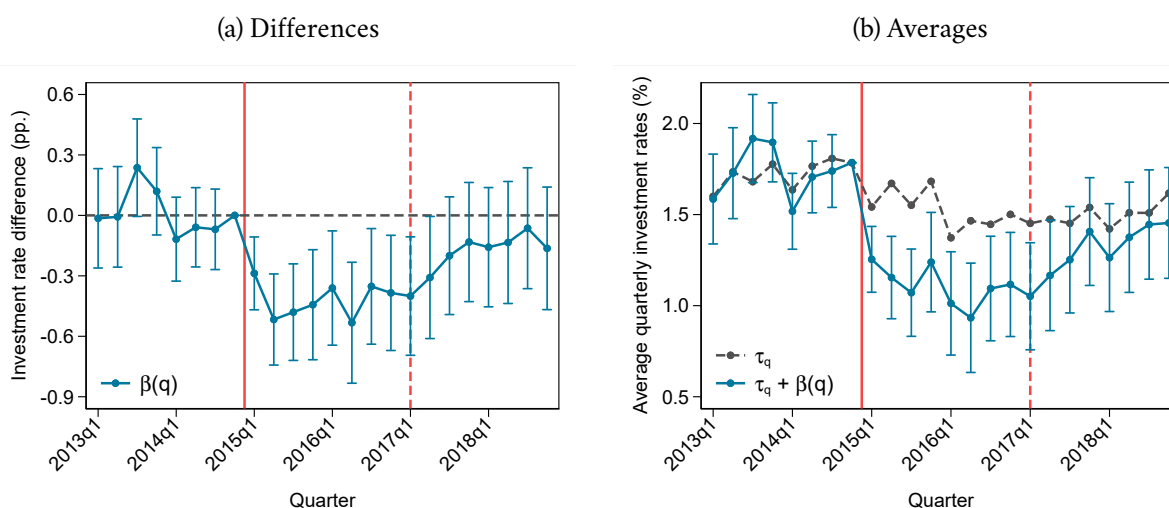 (a) Differences
Investment rate difference (pp.)
0.6
0.3
0.0
-0.3
-0.6
-0.9
β(q)
2013q1
2014q1
2015q1
2016q1
2017q1
2018q1
Quarter
(b) Averages
Average quarterly investment rates (%)
2.0
1.5
1.0
0.5
τq
τq + β(q)
2013q1
2014q1
2015q1
2016q1
2017q1
2018q1
Quarter